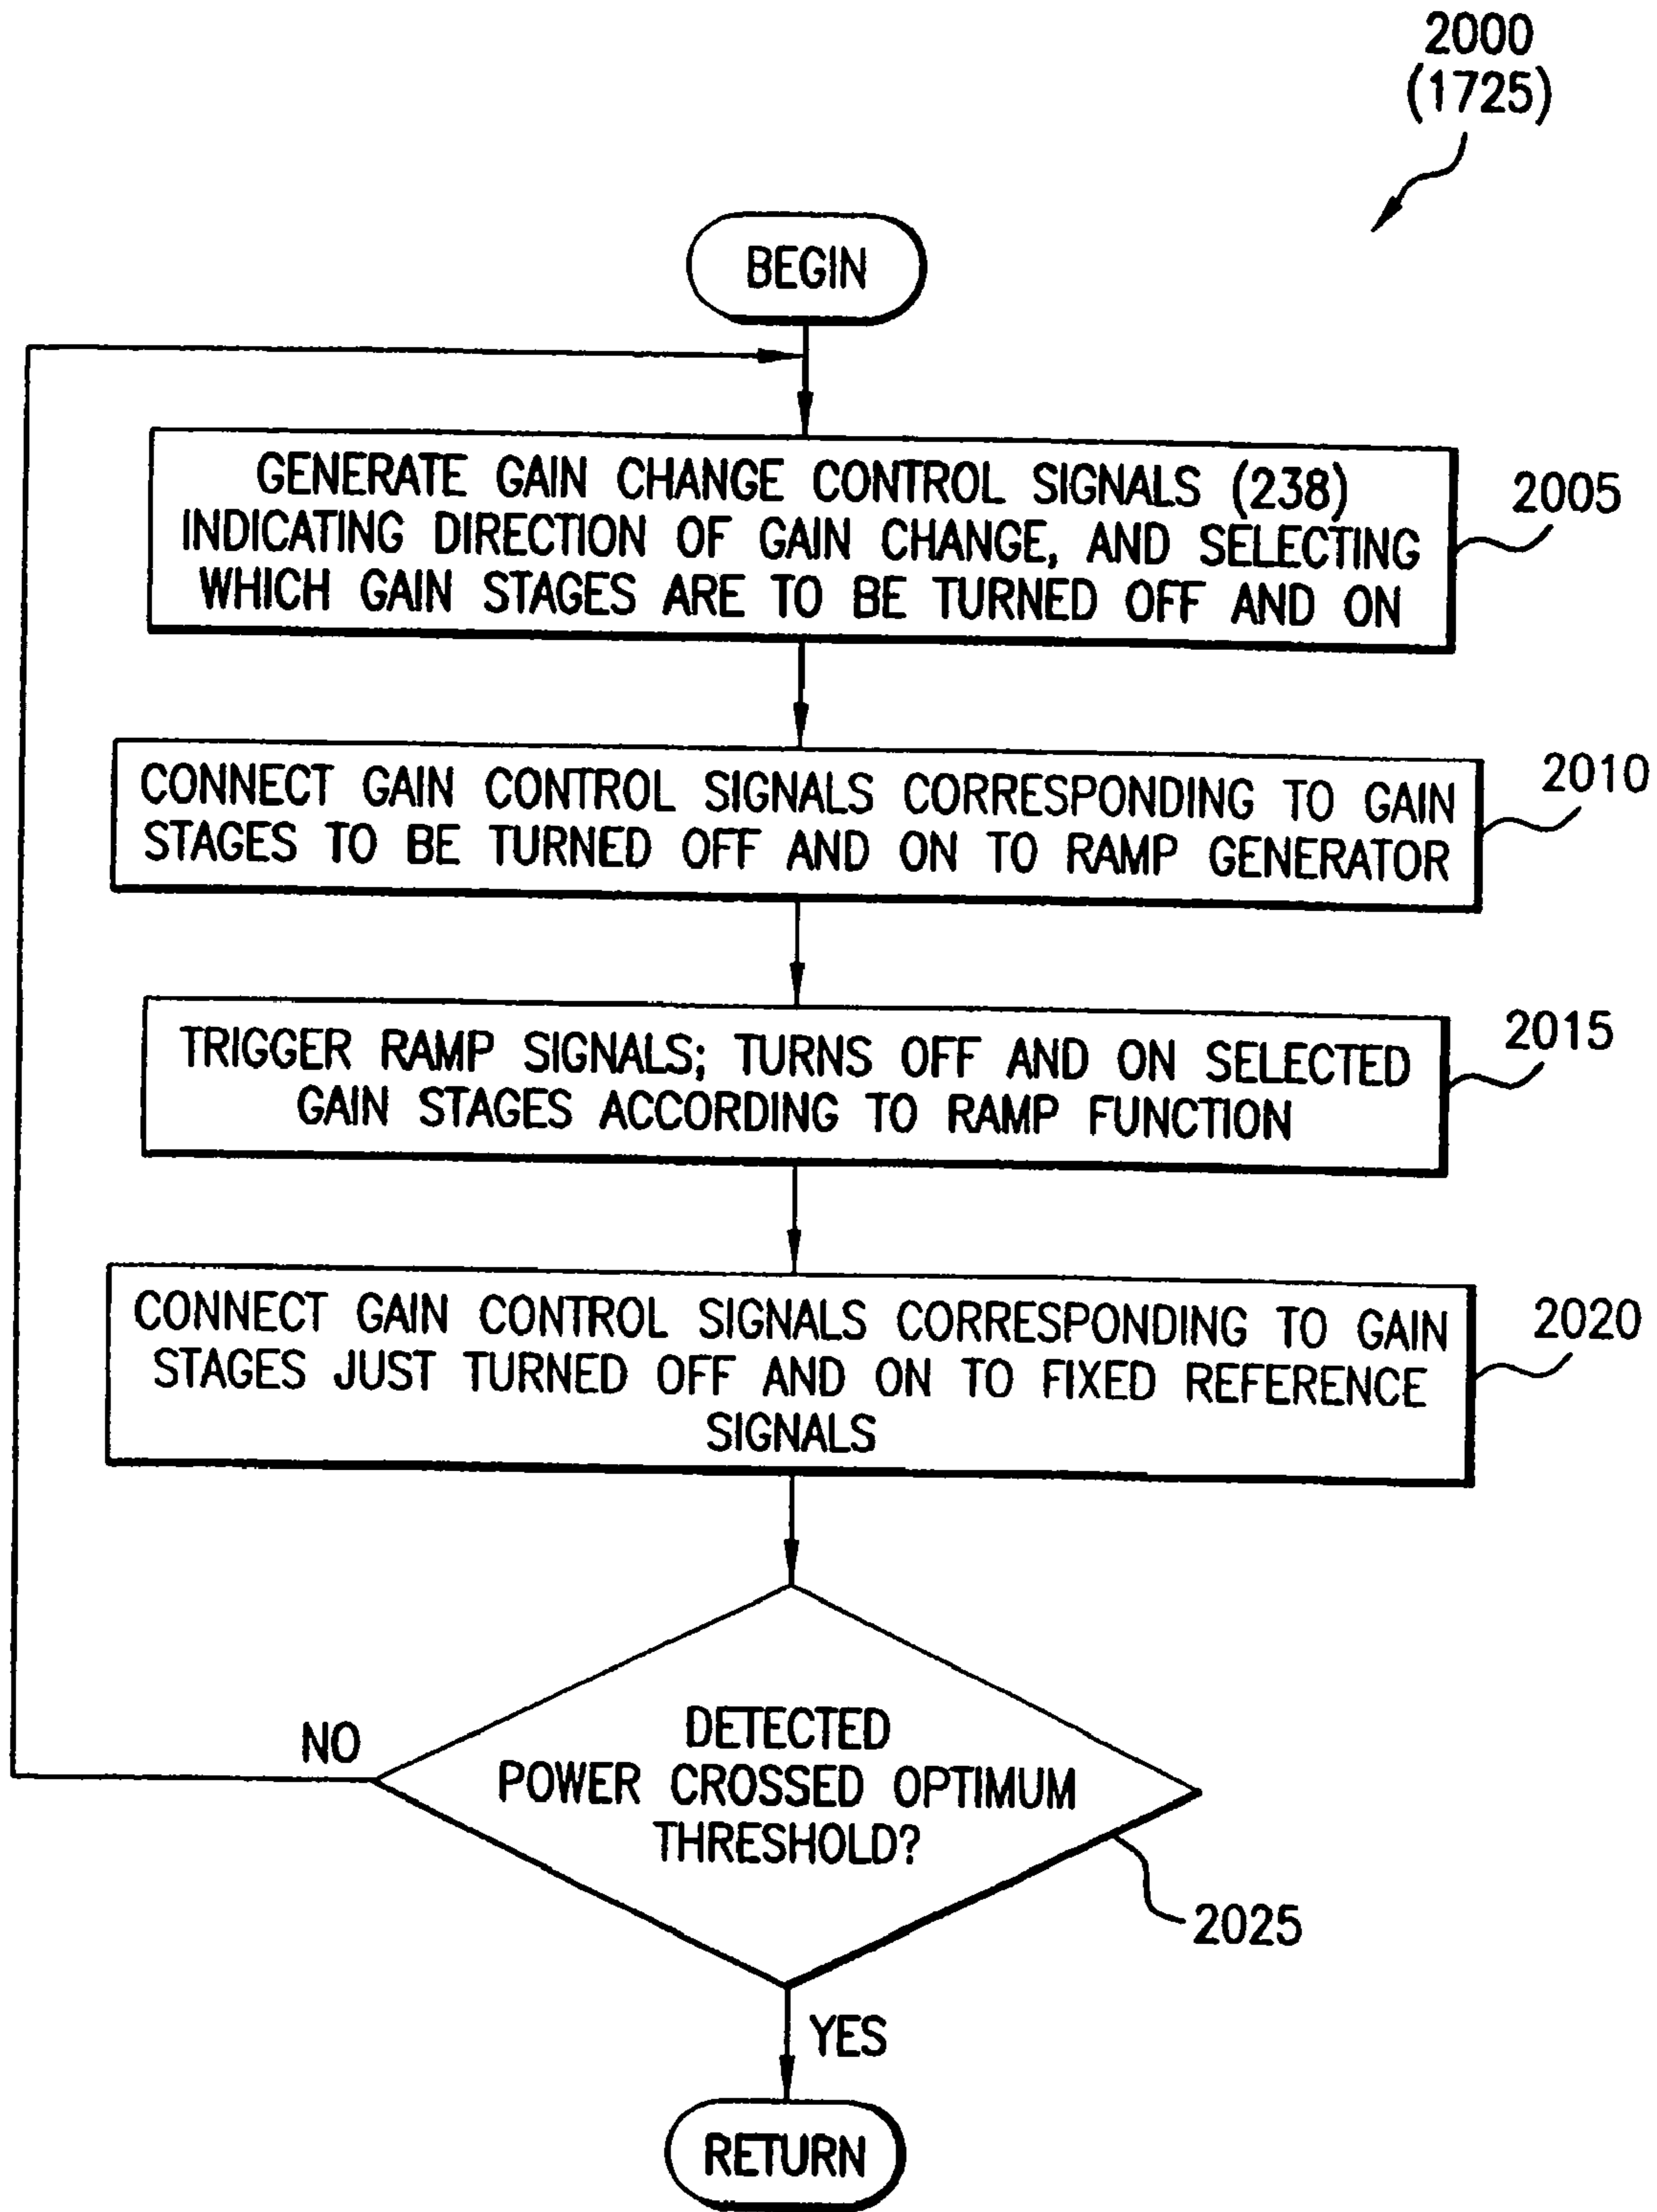 2000
(1725)
BEGIN
GENERATE GAIN CHANGE CONTROL SIGNALS (238)
INDICATING DIRECTION OF GAIN CHANGE, AND SELECTING
WHICH GAIN STAGES ARE TO BE TURNED OFF AND ON
2005
CONNECT GAIN CONTROL SIGNALS CORRESPONDING TO GAIN
STAGES TO BE TURNED OFF AND ON TO RAMP GENERATOR
2010
TRIGGER RAMP SIGNALS; TURNS OFF AND ON SELECTED
GAIN STAGES ACCORDING TO RAMP FUNCTION
2015
CONNECT GAIN CONTROL SIGNALS CORRESPONDING TO GAIN
STAGES JUST TURNED OFF AND ON TO FIXED REFERENCE
SIGNALS
2020
DETECTED
POWER CROSSED OPTIMUM
THRESHOLD?
NO
2025
YES
RETURN